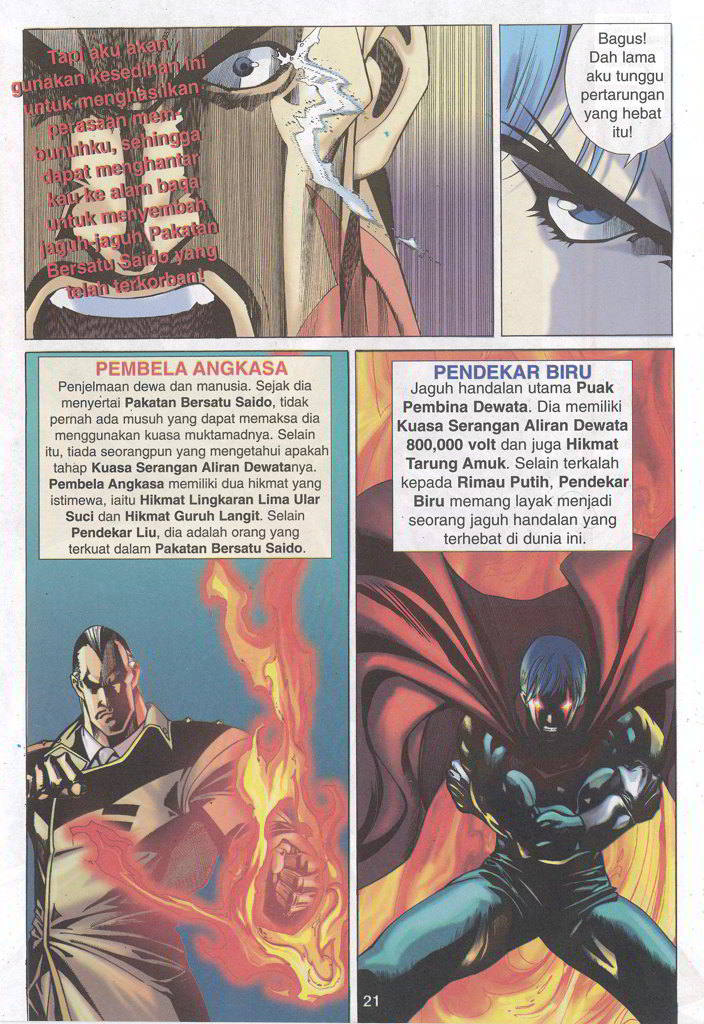 Tapi aku akan
gunakan kesedihan ini
untuk menghasilkan
perasaan mem-
bunuhku, sehingga
dapat menghantar
kau ke alam baga
untuk menyembah
jaguh-jaguh Pakatan
Bersatu Saido yang
telah terkorban!
Bagus!
Dah lama
aku tunggu
pertarungan
yang hebat
itu!
PEMBELA ANGKASA
Penjelmaan dewa dan manusia. Sejak dia
menyertai Pakatan Bersatu Saido, tidak
pernah ada musuh yang dapat memaksa dia
menggunakan kuasa muktamadnya. Selain
itu, tiada seorangpun yang mengetahui apakah
tahap Kuasa Serangan Aliran Dewatanya.
Pembela Angkasa memiliki dua hikmat yang
istimewa, iaitu Hikmat Lingkaran Lima Ular
Suci dan Hikmat Guruh Langit. Selain
Pendekar Liu, dia adalah orang yang
terkuat dalam Pakatan Bersatu Saido.
PENDEKAR BIRU
Jaguh handalan utama Puak
Pembina Dewata. Dia memiliki
Kuasa Serangan Aliran Dewata
800,000 volt dan juga Hikmat
Tarung Amuk. Selain terkalah
kepada Rimau Putih, Pendekar
Biru memang layak menjadi
seorang jaguh handalan yang
terhebat di dunia ini.
21